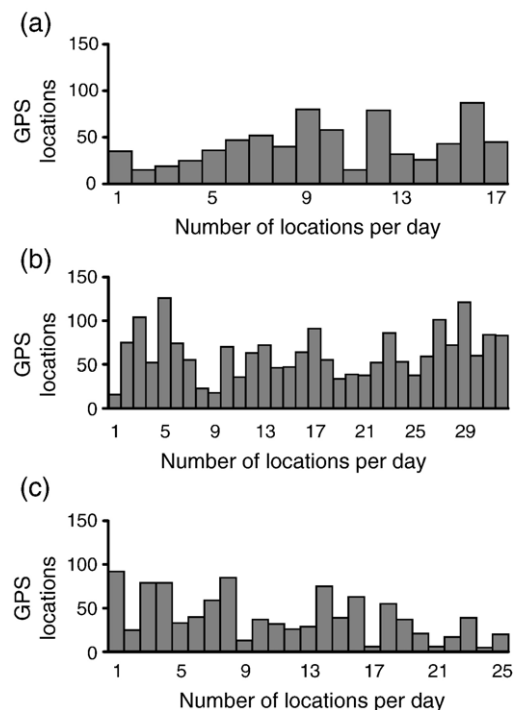 (a)
150
100
50
0
GPS
locations
1 5 9 13 17
Number of locations per day
(b)
150
100
50
0
GPS
locations
1 5 9 13 17 21 25 29
Number of locations per day
(c)
150
100
50
0
GPS
locations
1 5 9 13 17 21 25
Number of locations per day